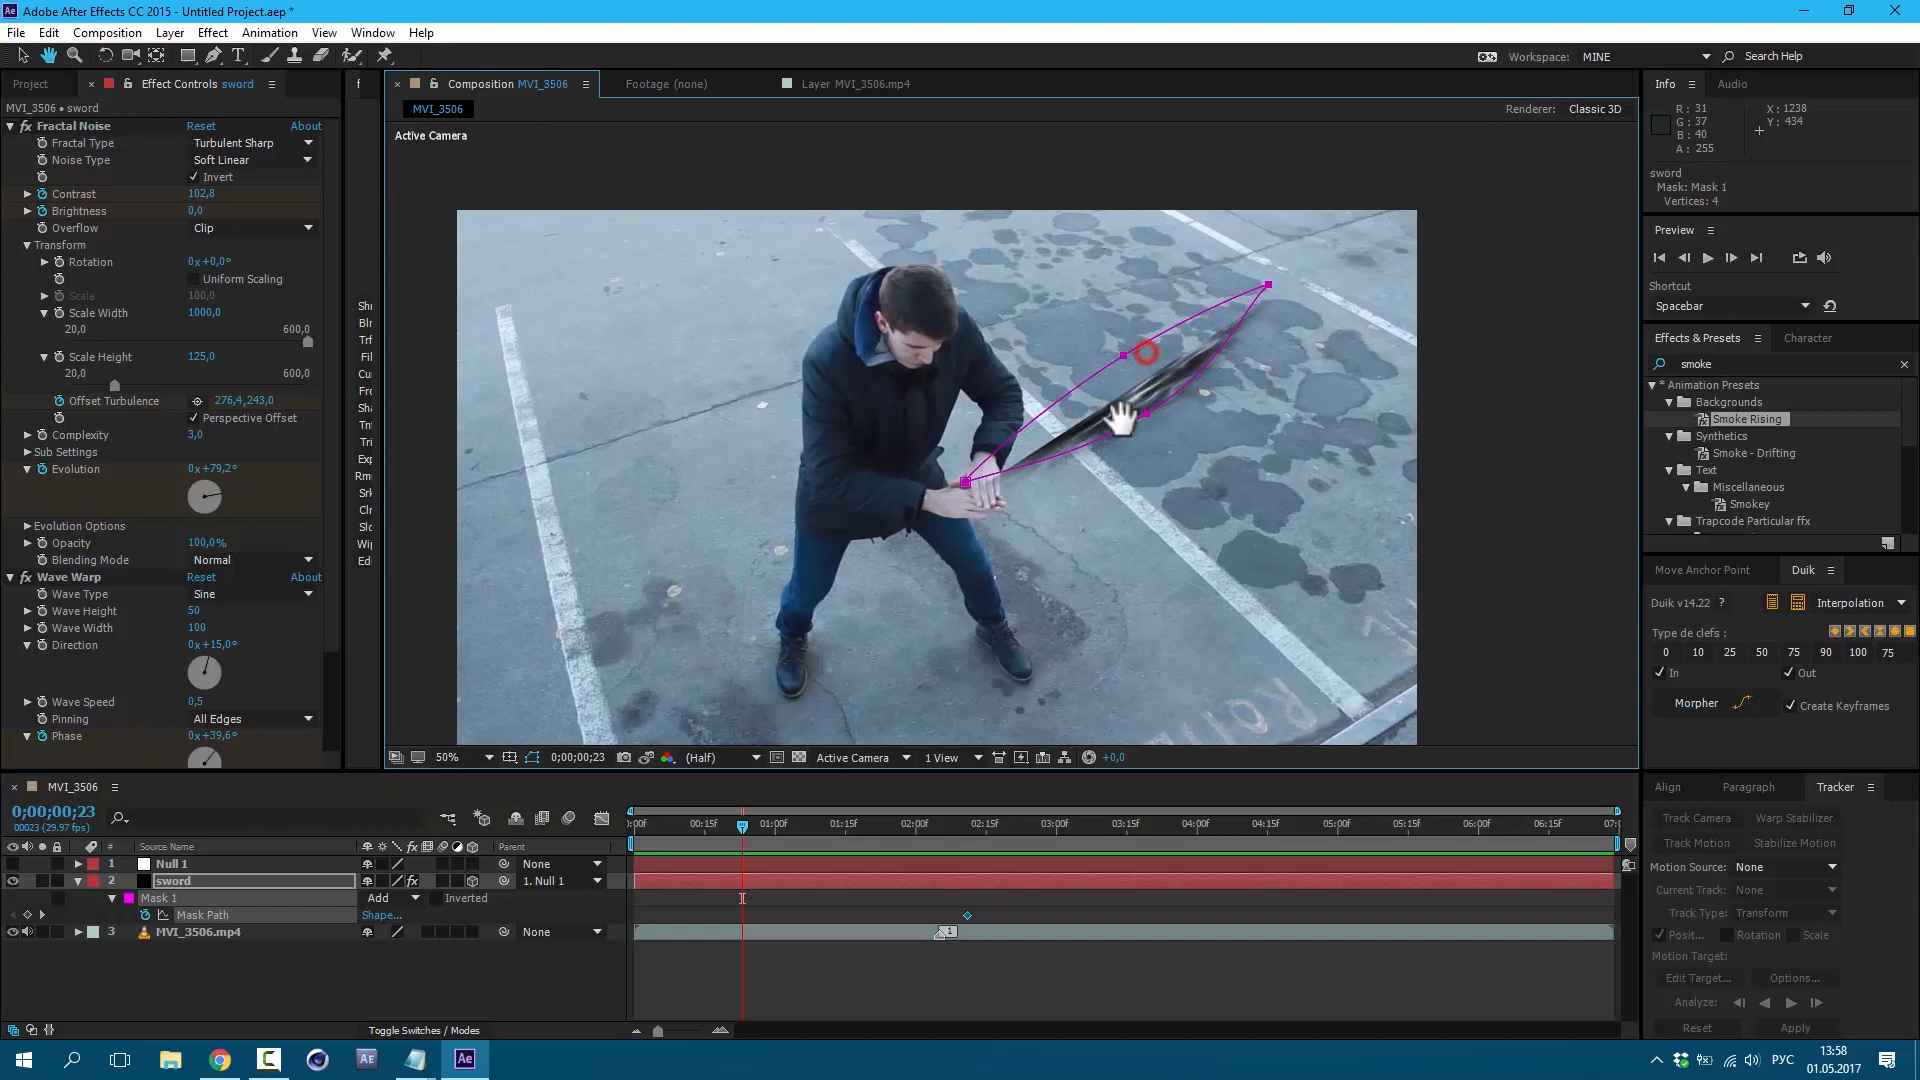 Adobe After Effects CC 2015 - Untitled Project.aep *
File Edit Composition Layer Effect Animation View Window Help
Workspace: MINE Search Help
Project Effect Controls sword
MVI_3506 • sword
fx Fractal Noise Reset About
Fractal Type Turbulent Sharp
Noise Type Soft Linear
Invert
Contrast 102,8
Brightness 0,0
Overflow Clip
Transform
Rotation 0x+0,0°
Uniform Scaling
Scale 100,0
Scale Width 1000,0
20,0 600,0
Scale Height 125,0
20,0 600,0
Offset Turbulence 276,4,243,0
Perspective Offset
Complexity 3,0
Sub Settings
Evolution 0x+79,2°
Evolution Options
Opacity 100,0%
Blending Mode Normal
fx Wave Warp Reset About
Wave Type Sine
Wave Height 50
Wave Width 100
Direction 0x+15,0°
Wave Speed 0,5
Pinning All Edges
Phase 0x+39,6°
Composition MVI_3506 Footage (none) Layer MVI_3506.mp4
MVI_3506 Renderer: Classic 3D
Active Camera
50% 0;00;00;23 (Half) Active Camera 1 View +0,0
Info Audio
R: 31 X: 1238
G: 37 Y: 434
B: 40
A: 255
sword
Mask: Mask 1
Vertices: 4
Preview
Shortcut
Spacebar
Effects & Presets Character
smoke
* Animation Presets
Backgrounds
Smoke Rising
Synthetics
Smoke - Drifting
Text
Miscellaneous
Smokey
Trapcode Particular ffx
Move Anchor Point Duik
Duik v14.22 ? Interpolation
Type de clefs :
0 10 25 50 75 90 100 75
In Out
Morpher Create Keyframes
Align Paragraph Tracker
Track Camera Warp Stabilizer
Track Motion Stabilize Motion
Motion Source: None
Current Track: None
Track Type: Transform
Posit... Rotation Scale
Motion Target:
Edit Target... Options...
Analyze:
Reset Apply
MVI_3506
0;00;00;23
00023 (29.97 fps)
:00f 00:15f 01:00f 01:15f 02:00f 02:15f 03:00f 03:15f 04:00f 04:15f 05:00f 05:15f 06:00f 06:15f
# Source Name Parent
1 Null 1 None
2 sword 1. Null 1
Mask 1 Add Inverted
Mask Path Shape...
3 MVI_3506.mp4 None
1
Toggle Switches / Modes
РУС 13:58
01.05.2017